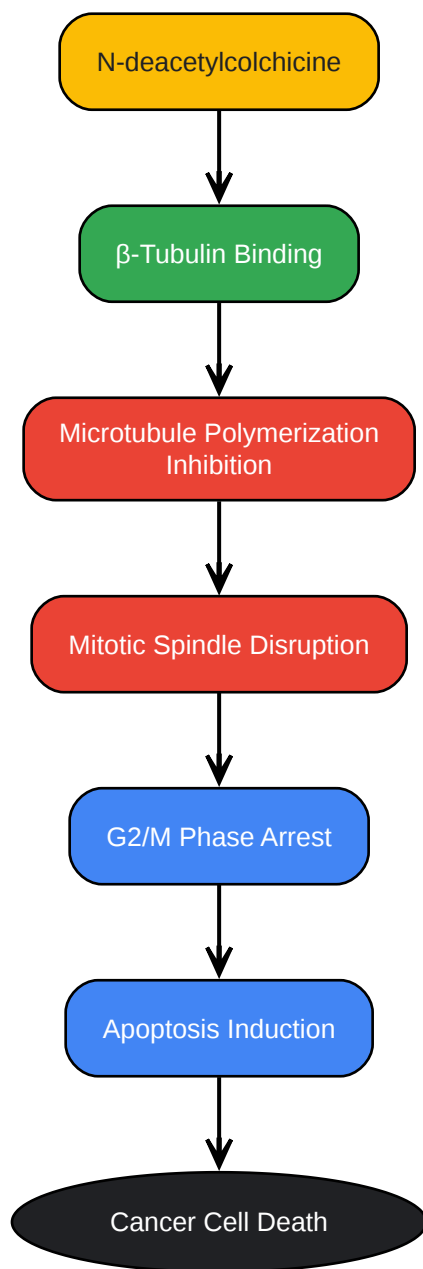 N-deacetylcolchicine
β-Tubulin Binding
Microtubule Polymerization
Inhibition
Mitotic Spindle Disruption
G2/M Phase Arrest
Apoptosis Induction
Cancer Cell Death